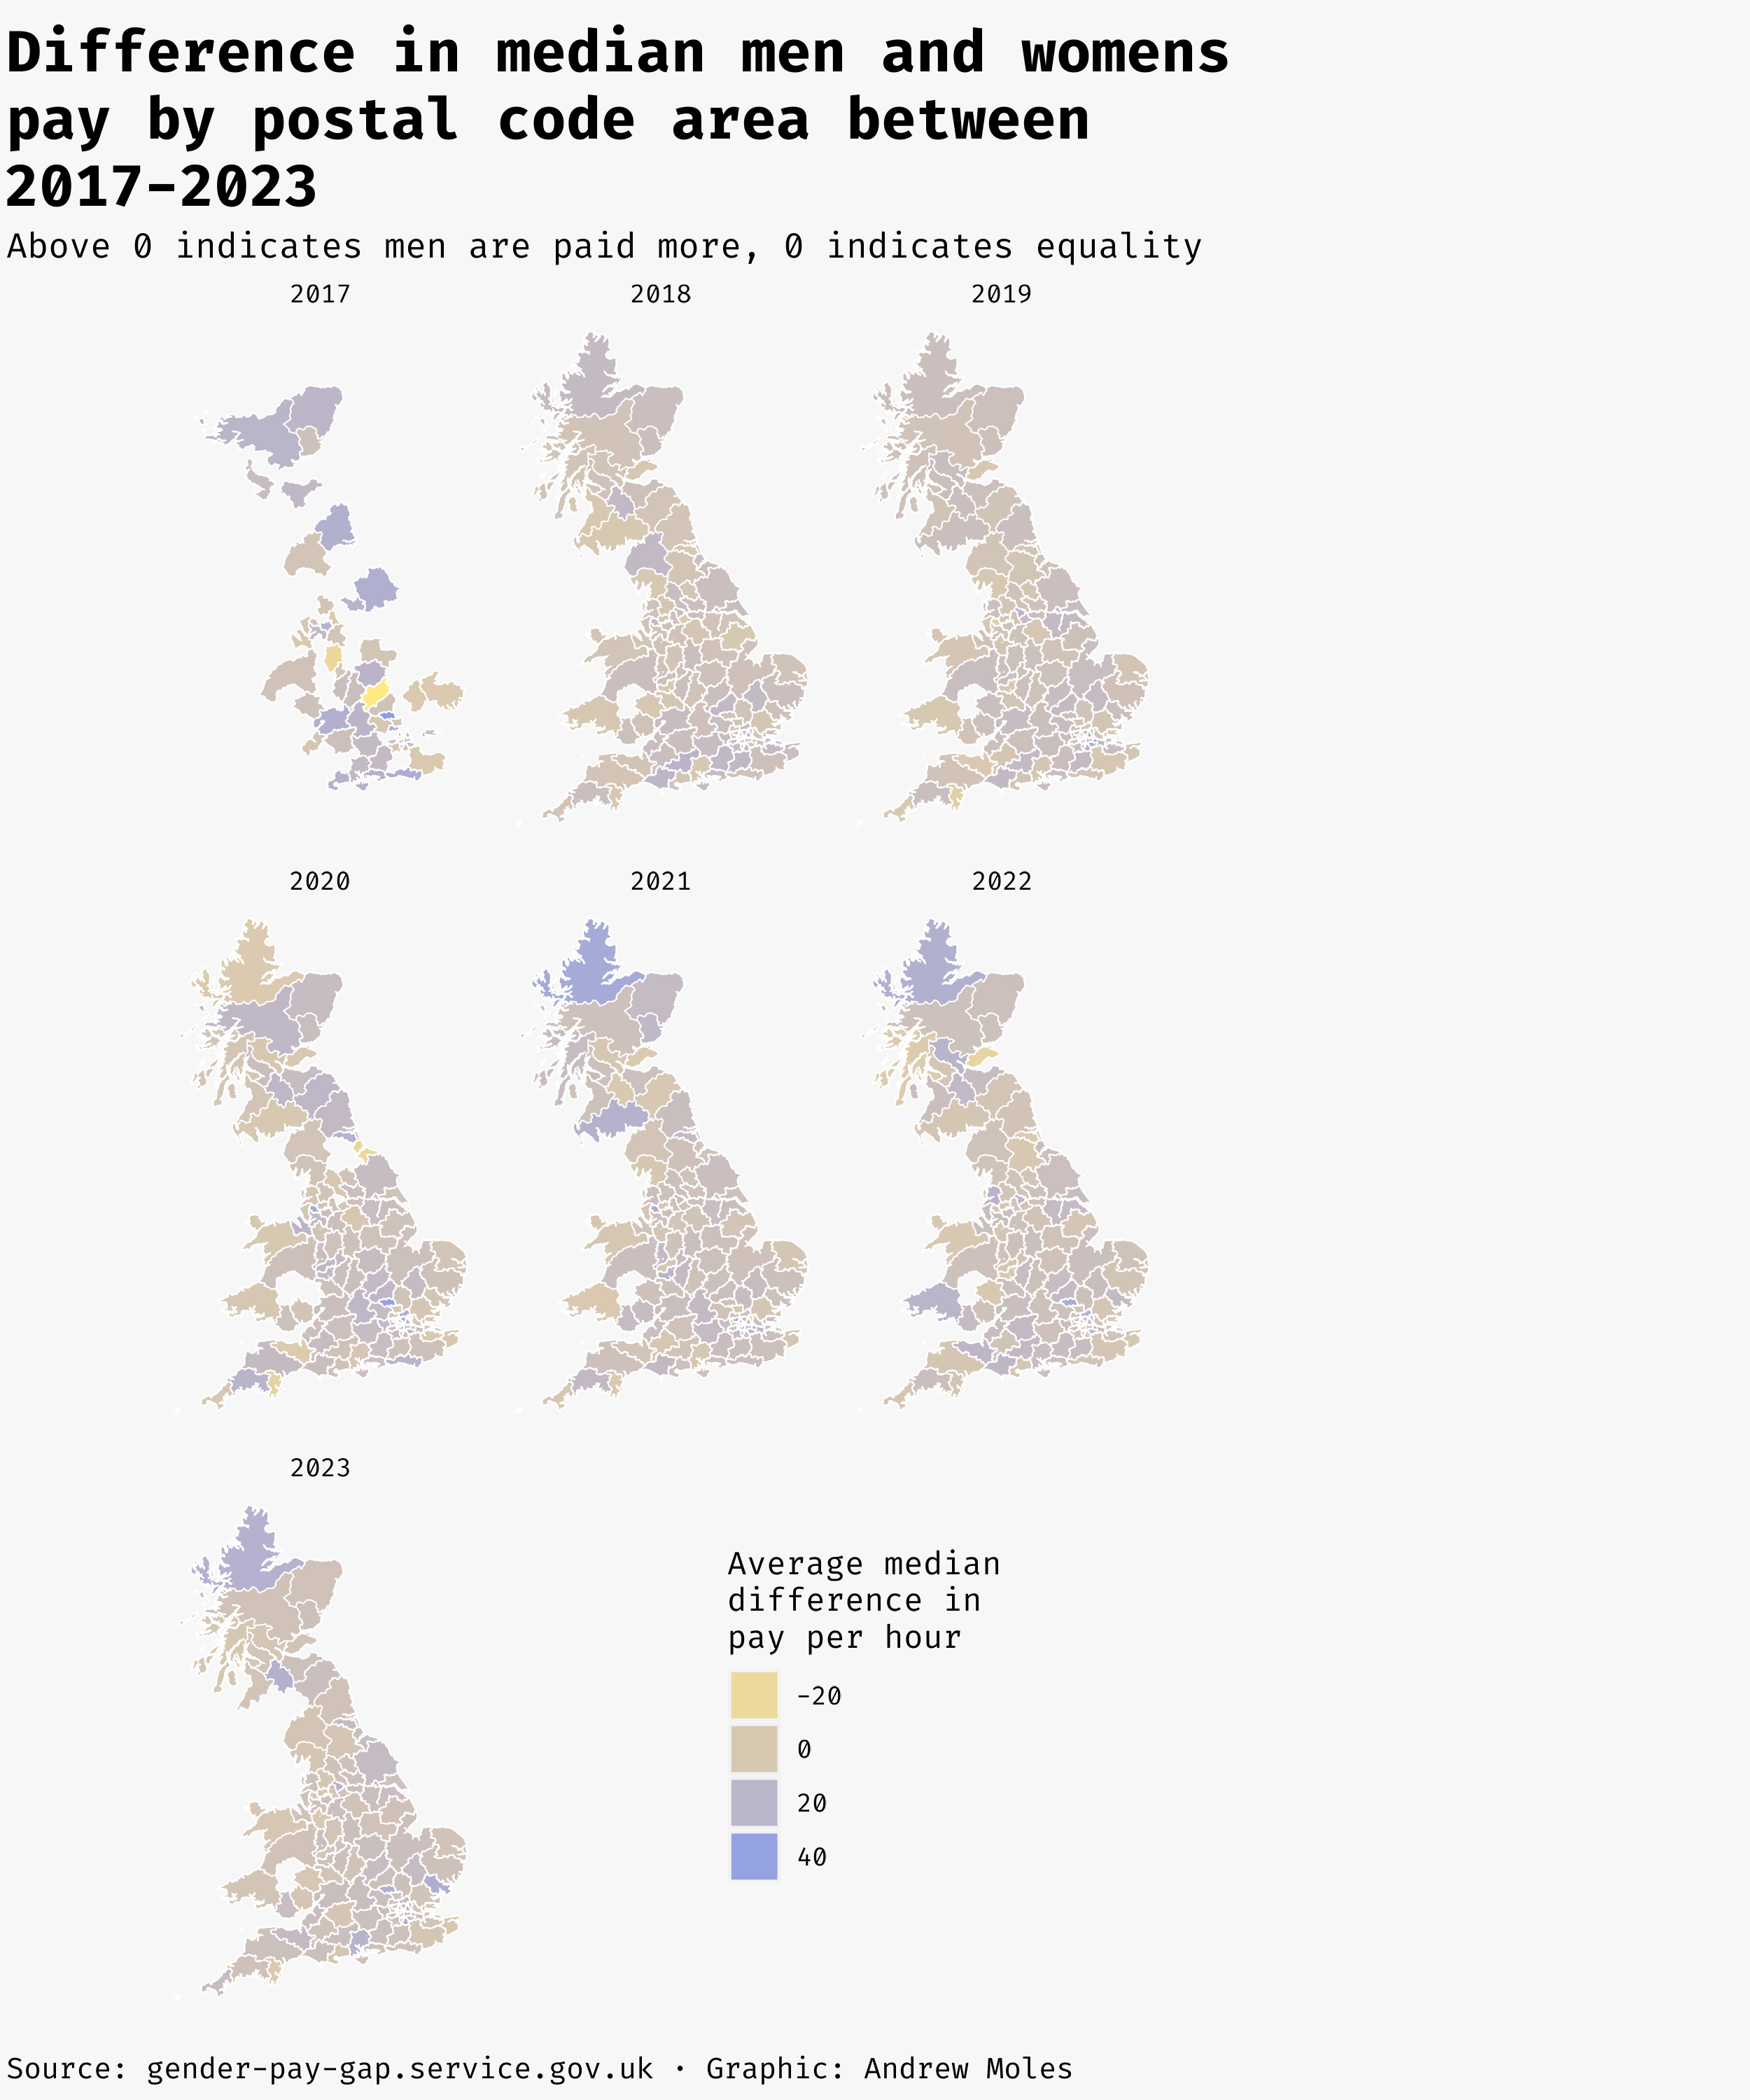 Difference in median men and womens
pay by postal code area between
2017-2023
Above 0 indicates men are paid more, 0 indicates equality
2017
2018
2019
2020
2021
2022
2023
Average median
difference in
pay per hour
-20
0
20
40
Source: gender-pay-gap.service.gov.uk · Graphic: Andrew Moles